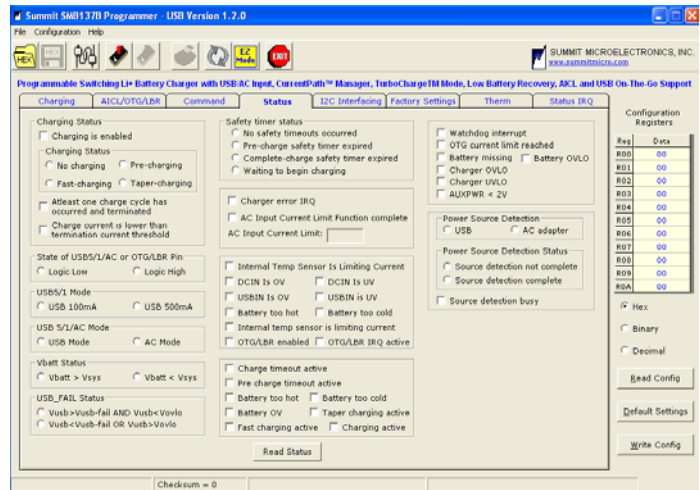 Summit SMB137B Programmer - USB Version 1.2.0
File Configuration Help
HEX HEX EZ Mode EXIT
SUMMIT MICROELECTRONICS, INC.
www.summitmicro.com
Programmable Switching Li+ Battery Charger with USB/AC Input, CurrentPath™ Manager, TurboChargeTM Mode, Low Battery Recovery, AICL and USB On-The-Go Support
Charging AICL/OTG/LBR Command Status I2C Interfacing Factory Settings Therm Status IRQ
Charging Status
Charging is enabled
Charging Status
No charging Pre-charging
Fast-charging Taper-charging
Atleast one charge cycle has
occurred and terminated
Charge current is lower than
termination current threshold
State of USB5/1/AC or OTG/LBR Pin
Logic Low Logic High
USB5/1 Mode
USB 100mA USB 500mA
USB 5/1/AC Mode
USB Mode AC Mode
Vbatt Status
Vbatt > Vsys Vbatt < Vsys
USB_FAIL Status
Vusb>Vusb-fail AND Vusb<Vovlo
Vusb<Vusb-fail OR Vusb>Vovlo
Safety timer status
No safety timeouts occurred
Pre-charge safety timer expired
Complete-charge safety timer expired
Waiting to begin charging
Charger error IRQ
AC Input Current Limit Function complete
AC Input Current Limit:
Internal Temp Sensor Is Limiting Current
DCIN Is OV DCIN Is UV
USBIN Is OV USBIN is UV
Battery too hot Battery too cold
Internal temp sensor is limiting current
OTG/LBR enabled OTG/LBR IRQ active
Charge timeout active
Pre charge timeout active
Battery too hot Battery too cold
Battery OV Taper charging active
Fast charging active Charging active
Read Status
Watchdog interrupt
OTG current limit reached
Battery missing Battery OVLO
Charger OVLO
Charger UVLO
AUXPWR < 2V
Power Source Detection
USB AC adapter
Power Source Detection Status
Source detection not complete
Source detection complete
Source detection busy
Configuration
Registers
Reg Data
R00 00
R01 00
R02 00
R03 00
R04 00
R05 00
R06 00
R07 00
R08 00
R09 00
R0A 00
Hex
Binary
Decimal
Read Config
Default Settings
Write Config
Checksum = 0